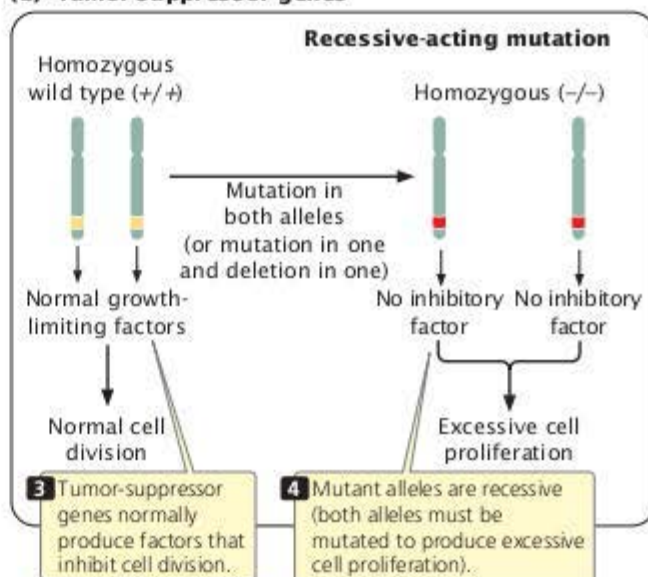 Recessive-acting mutation
Homozygous
wild type (+/+)
Homozygous (–/–)
Mutation in
both alleles
(or mutation in one
and deletion in one)
Normal growth-
limiting factors
No inhibitory
factor
No inhibitory
factor
Normal cell
division
Excessive cell
proliferation
3 Tumor-suppressor
genes normally
produce factors that
inhibit cell division.
4 Mutant alleles are recessive
(both alleles must be
mutated to produce excessive
cell proliferation).